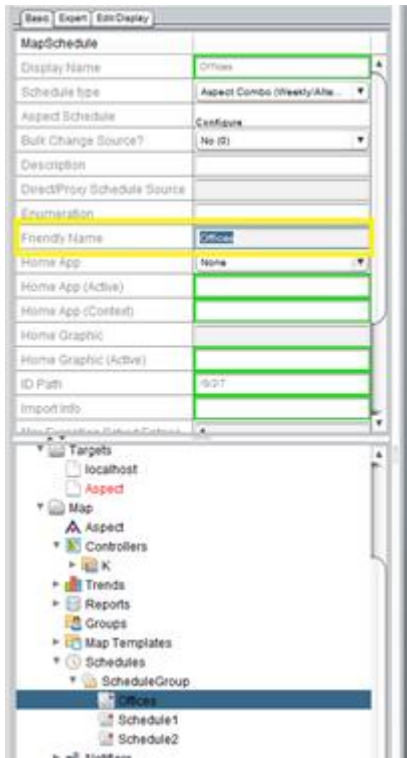 Basic Expert Edit Display
MapSchedule
Display Name Offices
Schedule type Aspect Combo (Weekly/Alte...
Aspect Schedule Configure
Bulk Change Source? No (0)
Description
Direct/Proxy Schedule Source
Enumeration
Friendly Name Offices
Home App None
Home App (Active)
Home App (Context)
Home Graphic
Home Graphic (Active)
ID Path
Import Info
Targets
localhost
Aspect
Map
Aspect
Controllers
K
Trends
Reports
Groups
Map Templates
Schedules
ScheduleGroup
Offices
Schedule1
Schedule2
Notifiers